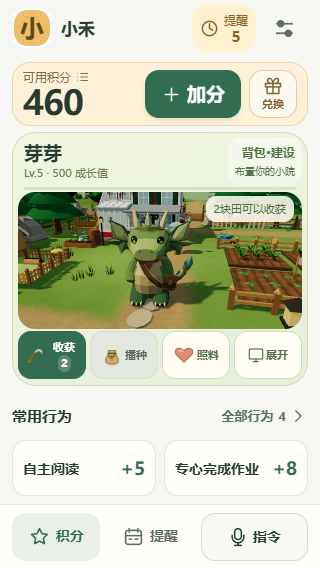 小
小禾
提醒
5
可用积分
460
+ 加分
兑换
芽芽
Lv.5 · 500 成长值
背包•建设
布置你的小院
2块田可以收获
收获
2
播种
照料
展开
常用行为
全部行为 4
自主阅读 +5
专心完成作业 +8
积分
提醒
指令